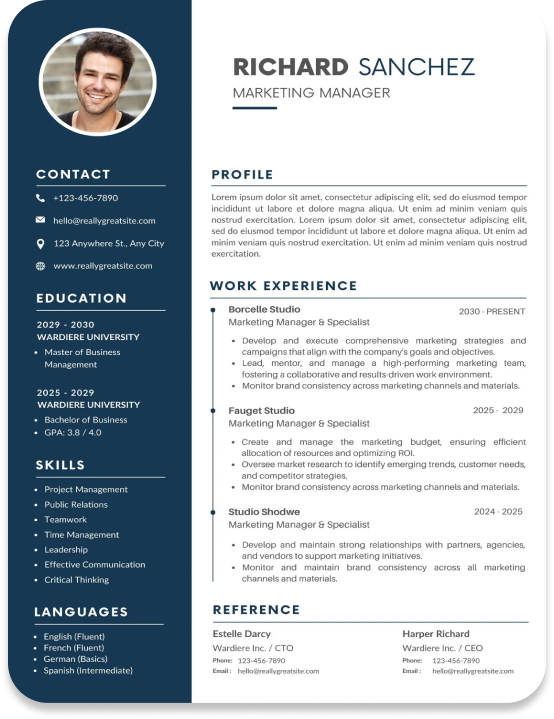 RICHARD SANCHEZ
MARKETING MANAGER
CONTACT
+123-456-7890
hello@reallygreatsite.com
123 Anywhere St., Any City
www.reallygreatsite.com
EDUCATION
2029 - 2030
WARDIERE UNIVERSITY
• Master of Business
Management
2025 - 2029
WARDIERE UNIVERSITY
• Bachelor of Business
• GPA: 3.8 / 4.0
SKILLS
• Project Management
• Public Relations
• Teamwork
• Time Management
• Leadership
• Effective Communication
• Critical Thinking
LANGUAGES
• English (Fluent)
• French (Fluent)
• German (Basics)
• Spanish (Intermediate)
PROFILE
Lorem ipsum dolor sit amet, consectetur adipiscing elit, sed do eiusmod tempor
incididunt ut labore et dolore magna aliqua. Ut enim ad minim veniam quis
nostrud exercitation. Lorem ipsum dolor sit amet, consectetur adipiscing elit,
sed do eiusmod tempor incididunt ut labore et dolore magna aliqua. Ut enim ad
minim veniam quis nostrud exercitation. Ut enim ad minim veniam quis nostrud
exercitation.
WORK EXPERIENCE
Borcelle Studio 2030 - PRESENT
Marketing Manager & Specialist
• Develop and execute comprehensive marketing strategies and
campaigns that align with the company's goals and objectives.
• Lead, mentor, and manage a high-performing marketing team,
fostering a collaborative and results-driven work environment.
• Monitor brand consistency across marketing channels and materials.
Fauget Studio 2025 - 2029
Marketing Manager & Specialist
• Create and manage the marketing budget, ensuring efficient
allocation of resources and optimizing ROI.
• Oversee market research to identify emerging trends, customer needs,
and competitor strategies.
• Monitor brand consistency across marketing channels and materials.
Studio Shodwe 2024 - 2025
Marketing Manager & Specialist
• Develop and maintain strong relationships with partners, agencies,
and vendors to support marketing initiatives.
• Monitor and maintain brand consistency across all marketing
channels and materials.
REFERENCE
Estelle Darcy
Wardiere Inc. / CTO
Phone: 123-456-7890
Email : hello@reallygreatsite.com
Harper Richard
Wardiere Inc. / CEO
Phone: 123-456-7890
Email : hello@reallygreatsite.com